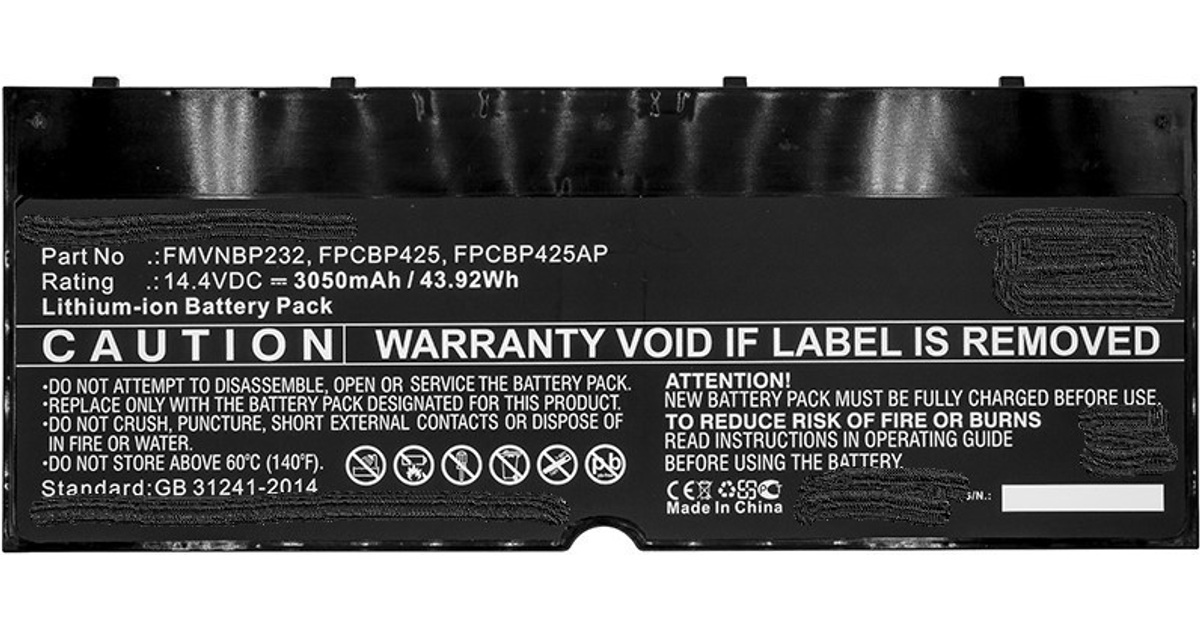 Part No .:FMVNBP232, FPCBP425, FPCBP425AP
Rating .:14.4VDC ⎓ 3050mAh / 43.92Wh
Lithium-ion Battery Pack
CAUTION
WARRANTY VOID IF LABEL IS REMOVED
•DO NOT ATTEMPT TO DISASSEMBLE, OPEN OR SERVICE THE BATTERY PACK.
•REPLACE ONLY WITH THE BATTERY PACK DESIGNATED FOR THIS PRODUCT.
•DO NOT CRUSH, PUNCTURE, SHORT EXTERNAL CONTACTS OR DISPOSE OF
IN FIRE OR WATER.
•DO NOT STORE ABOVE 60°C (140°F).
Pb
Standard:GB 31241-2014
ATTENTION!
NEW BATTERY PACK MUST BE FULLY CHARGED BEFORE USE.
TO REDUCE RISK OF FIRE OR BURNS
READ INSTRUCTIONS IN OPERATING GUIDE
BEFORE USING THE BATTERY.
CE
Made In China
S/N.: